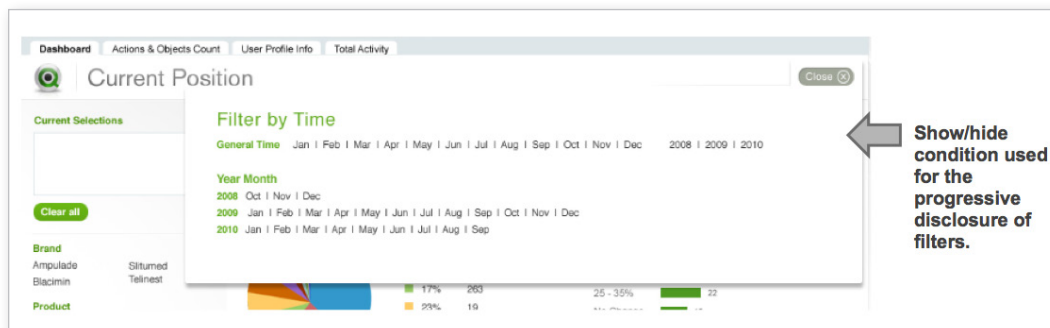 Dashboard Actions & Objects Count User Profile Info Total Activity
Current Position
Close
Current Selections
Clear all
Brand
Ampulade Slitumed
Blacimin Telinest
Product
Filter by Time
General Time Jan | Feb | Mar | Apr | May | Jun | Jul | Aug | Sep | Oct | Nov | Dec 2008 | 2009 | 2010
Year Month
2008 Oct | Nov | Dec
2009 Jan | Feb | Mar | Apr | May | Jun | Jul | Aug | Sep | Oct | Nov | Dec
2010 Jan | Feb | Mar | Apr | May | Jun | Jul | Aug | Sep
17% 263
23% 19
25 - 35% 22
No Change
Show/hide
condition used
for the
progressive
disclosure of
filters.